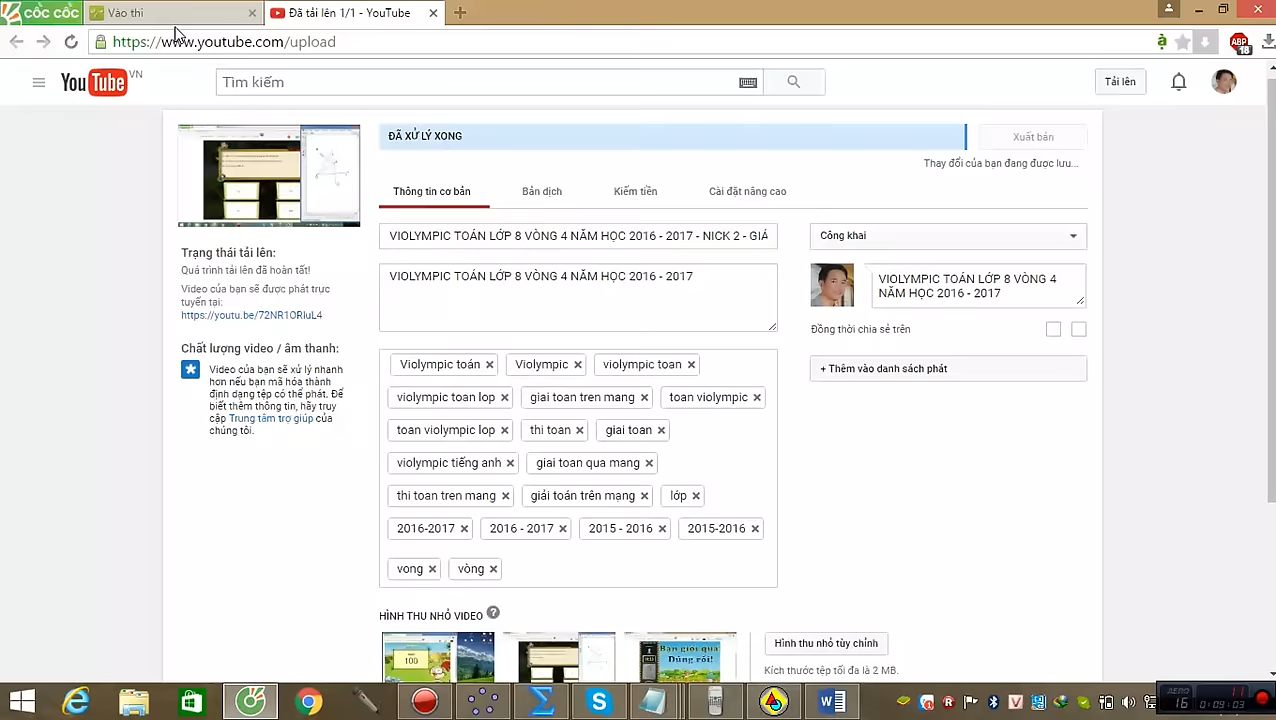 cốc cốc
Vào thi
Đã tải lên 1/1 - YouTube
https://www.youtube.com/upload
ABP
18
YouTube VN
Tìm kiếm
Tải lên
ĐÃ XỬ LÝ XONG
Xuất bản
Thay đổi của bạn đang được lưu...
Thông tin cơ bản
Bản dịch
Kiếm tiền
Cài đặt nâng cao
VIOLYMPIC TOÁN LỚP 8 VÒNG 4 NĂM HỌC 2016 - 2017 - NICK 2 - GIẢ
Công khai
Trạng thái tải lên:
Quá trình tải lên đã hoàn tất!
Video của bạn sẽ được phát trực
tuyến tại:
https://youtu.be/72NR1ORIuL4
VIOLYMPIC TOÁN LỚP 8 VÒNG 4 NĂM HỌC 2016 - 2017
VIOLYMPIC TOÁN LỚP 8 VÒNG 4
NĂM HỌC 2016 - 2017
Đồng thời chia sẻ trên
Chất lượng video / âm thanh:
Video của bạn sẽ xử lý nhanh
hơn nếu bạn mã hóa thành
định dạng tệp có thể phát. Để
biết thêm thông tin, hãy truy
cập Trung tâm trợ giúp của
chúng tôi.
+ Thêm vào danh sách phát
Violympic toán
Violympic
violympic toan
violympic toan lop
giai toan tren mang
toan violympic
toan violympic lop
thi toan
giai toan
violympic tiếng anh
giai toan qua mang
thi toan tren mang
giải toán trên mạng
lớp
2016-2017
2016 - 2017
2015 - 2016
2015-2016
vong
vòng
HÌNH THU NHỎ VIDEO
100
Bạn giỏi quá
Đúng rồi!
Hình thu nhỏ tùy chỉnh
Kích thước tệp tối đa là 2 MB.
AERO
16
11
0:09:03